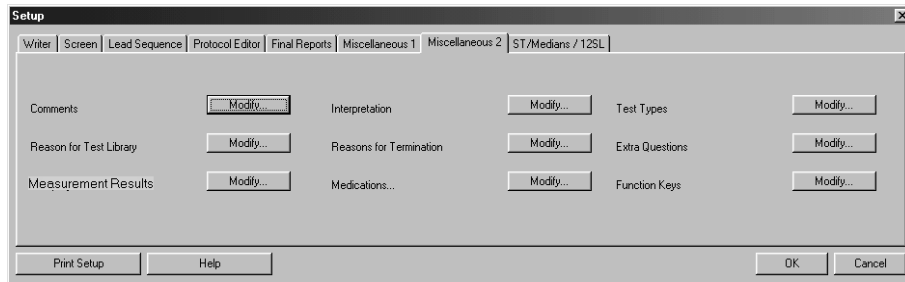 Setup
Writer Screen Lead Sequence Protocol Editor Final Reports Miscellaneous 1 Miscellaneous 2 ST/Medians / 12SL
Comments Modify... Interpretation Modify... Test Types Modify...
Reason for Test Library Modify... Reasons for Termination Modify... Extra Questions Modify...
Measurement Results Modify... Medications... Modify... Function Keys Modify...
Print Setup Help OK Cancel